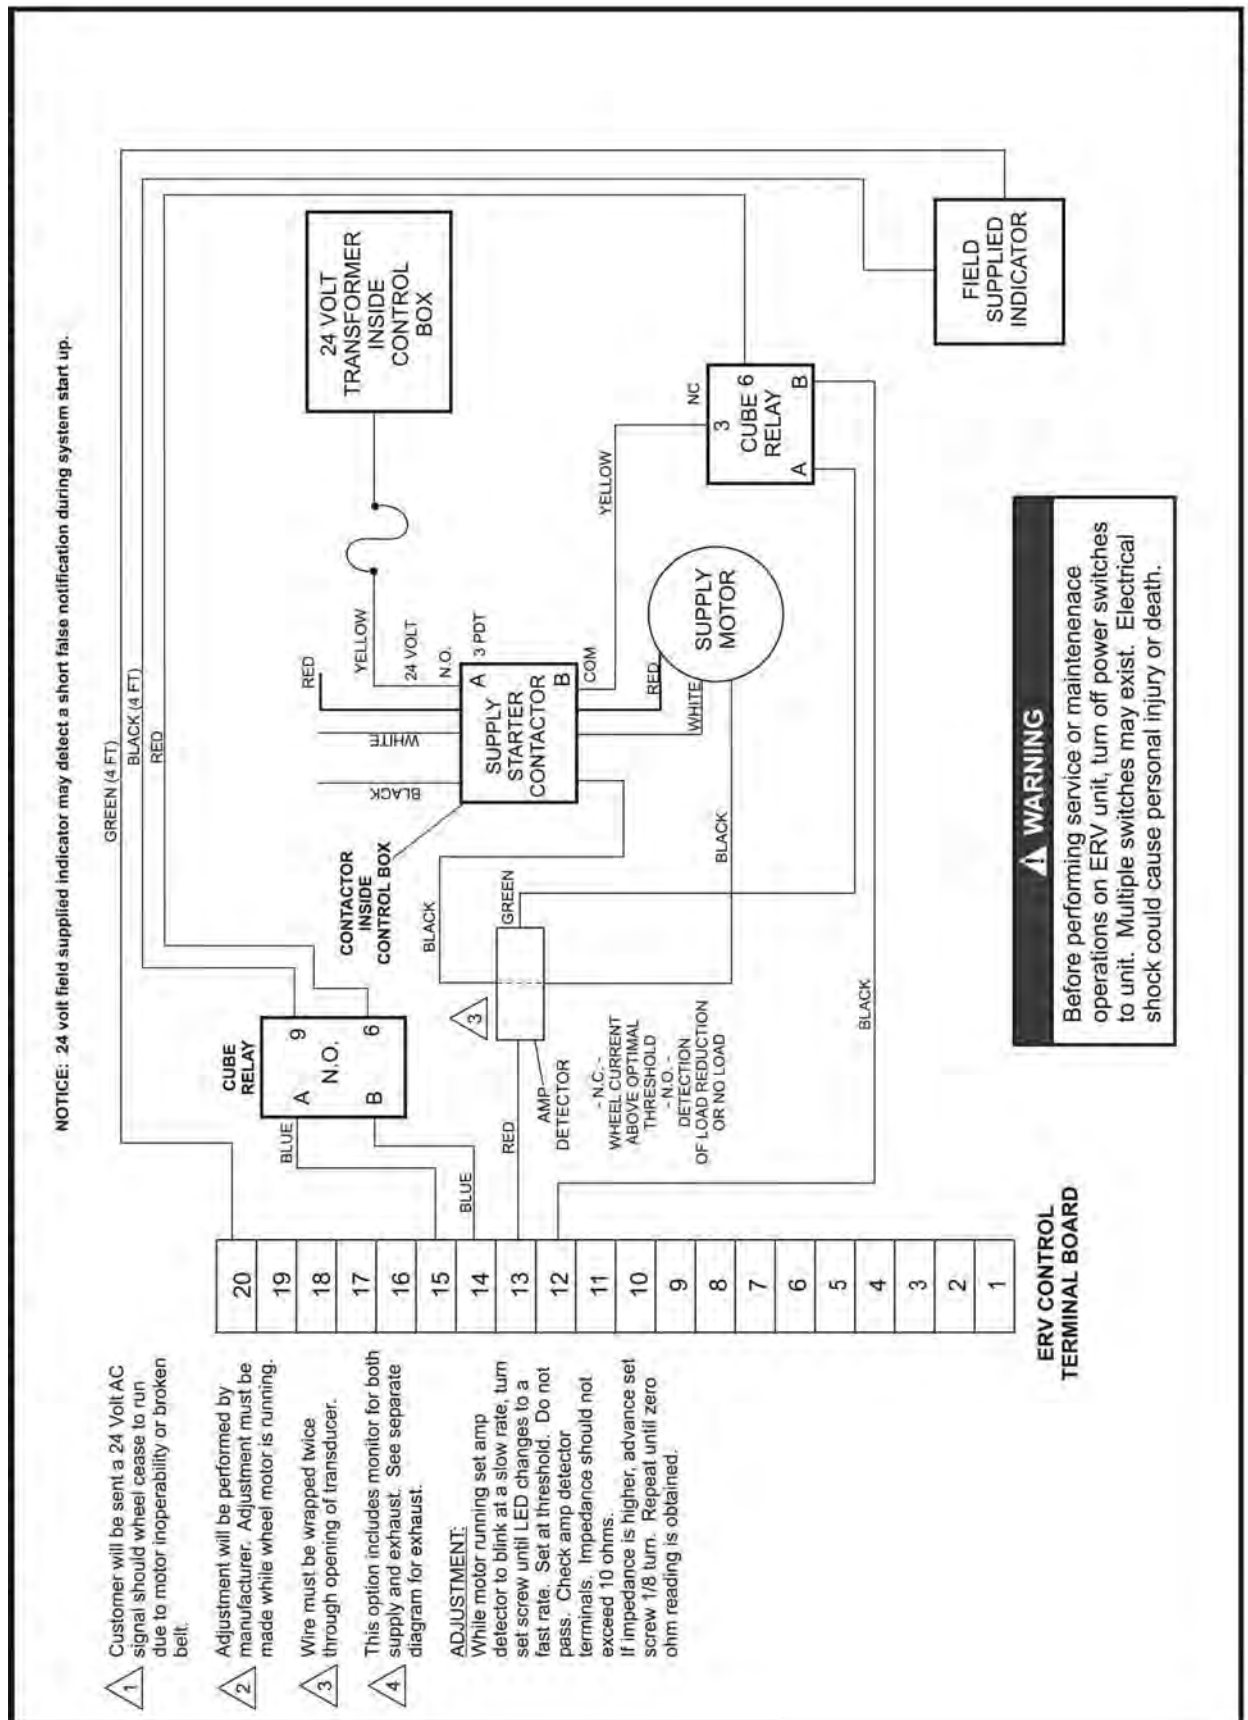 NOTICE: 24 volt field supplied indicator may detect a short false notification during system start up.
1
Customer will be sent a 24 Volt AC
signal should wheel cease to run
due to motor inoperability or broken
belt.
2
Adjustment will be performed by
manufacturer. Adjustment must be
made while wheel motor is running.
3
Wire must be wrapped twice
through opening of transducer.
4
This option includes monitor for both
supply and exhaust. See separate
diagram for exhaust.
ADJUSTMENT:
While motor running set amp
detector to blink at a slow rate, turn
set screw until LED changes to a
fast rate. Set at threshold. Do not
pass. Check amp detector
terminals. Impedance should not
exceed 10 ohms.
If impedance is higher, advance set
screw 1/8 turn. Repeat until zero
ohm reading is obtained.
20
19
18
17
16
15
14
13
12
11
10
9
8
7
6
5
4
3
2
1
ERV CONTROL
TERMINAL BOARD
GREEN (4 FT)
BLACK (4 FT)
RED
CUBE
RELAY
A
9
N.O.
B
6
BLUE
BLUE
RED
3
AMP
DETECTOR
- N.C. -
WHEEL CURRENT
ABOVE OPTIMAL
THRESHOLD
- N.O. -
DETECTION
OF LOAD REDUCTION
OR NO LOAD
GREEN
BLACK
CONTACTOR
INSIDE
CONTROL BOX
BLACK
WHITE
RED
YELLOW
24 VOLT
N.O.
3 PDT
A
SUPPLY
STARTER
CONTACTOR
B
COM
24 VOLT
TRANSFORMER
INSIDE
CONTROL
BOX
YELLOW
RED
WHITE
BLACK
SUPPLY
MOTOR
NC
3
CUBE 6
RELAY
A
B
BLACK
FIELD
SUPPLIED
INDICATOR
WARNING
Before performing service or maintenenace
operations on ERV unit, turn off power switches
to unit. Multiple switches may exist. Electrical
shock could cause personal injury or death.